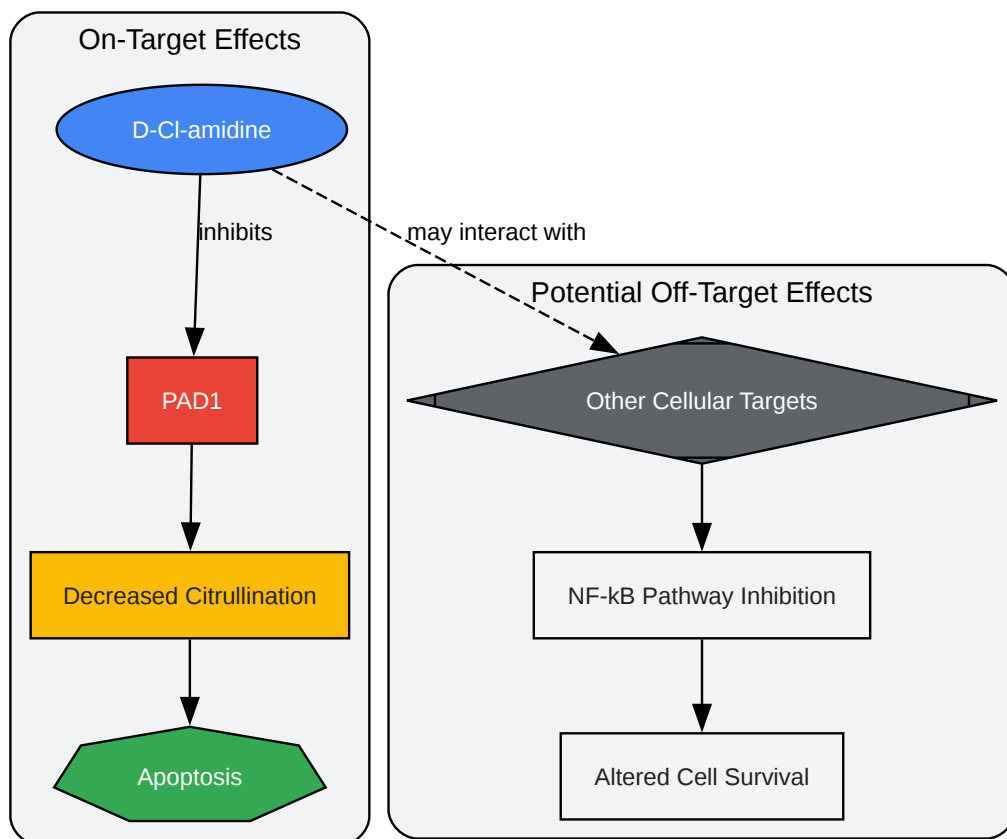 On-Target Effects
D-Cl-amidine
inhibits
may interact with
Potential Off-Target Effects
PAD1
Other Cellular Targets
Decreased Citrullination
NF-kB Pathway Inhibition
Apoptosis
Altered Cell Survival